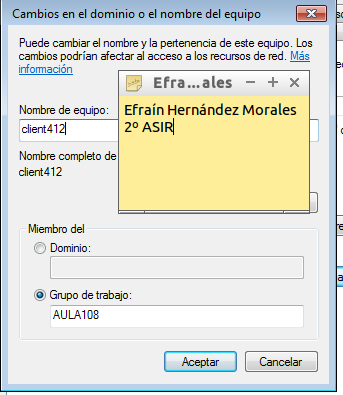 Cambios en el dominio o el nombre del equipo
Puede cambiar el nombre y la pertenencia de este equipo. Los
cambios podrían afectar al acceso a los recursos de red. Más
información
Efra...ales
Efraín Hernández Morales
2º ASIR
Nombre de equipo:
client412
Nombre completo de
client412
Miembro del
Dominio:
Grupo de trabajo:
AULA108
Aceptar
Cancelar